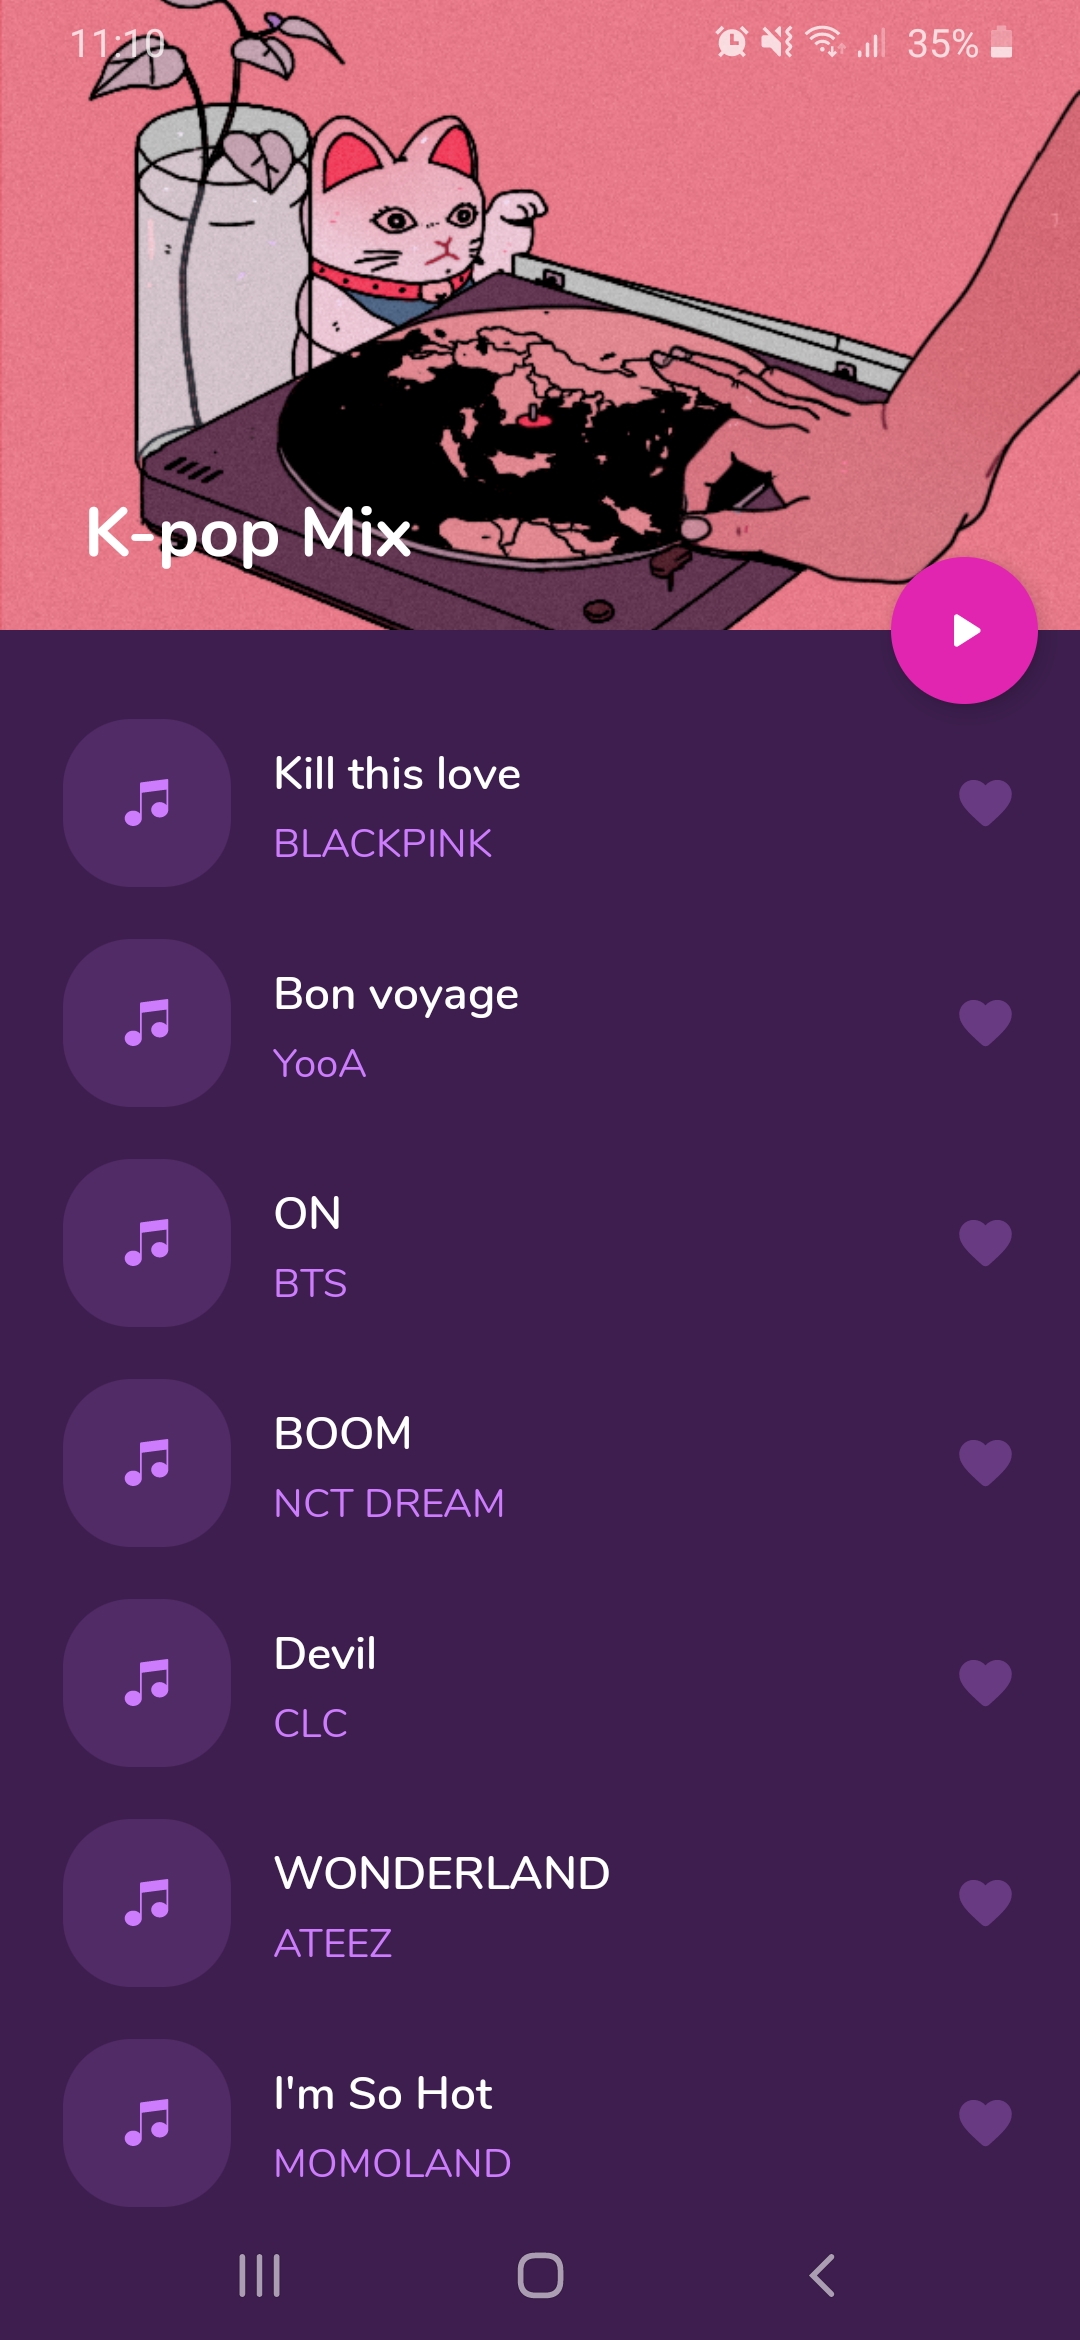 11:10
35%
K-pop Mix
Kill this love
BLACKPINK
Bon voyage
YooA
ON
BTS
BOOM
NCT DREAM
Devil
CLC
WONDERLAND
ATEEZ
I'm So Hot
MOMOLAND